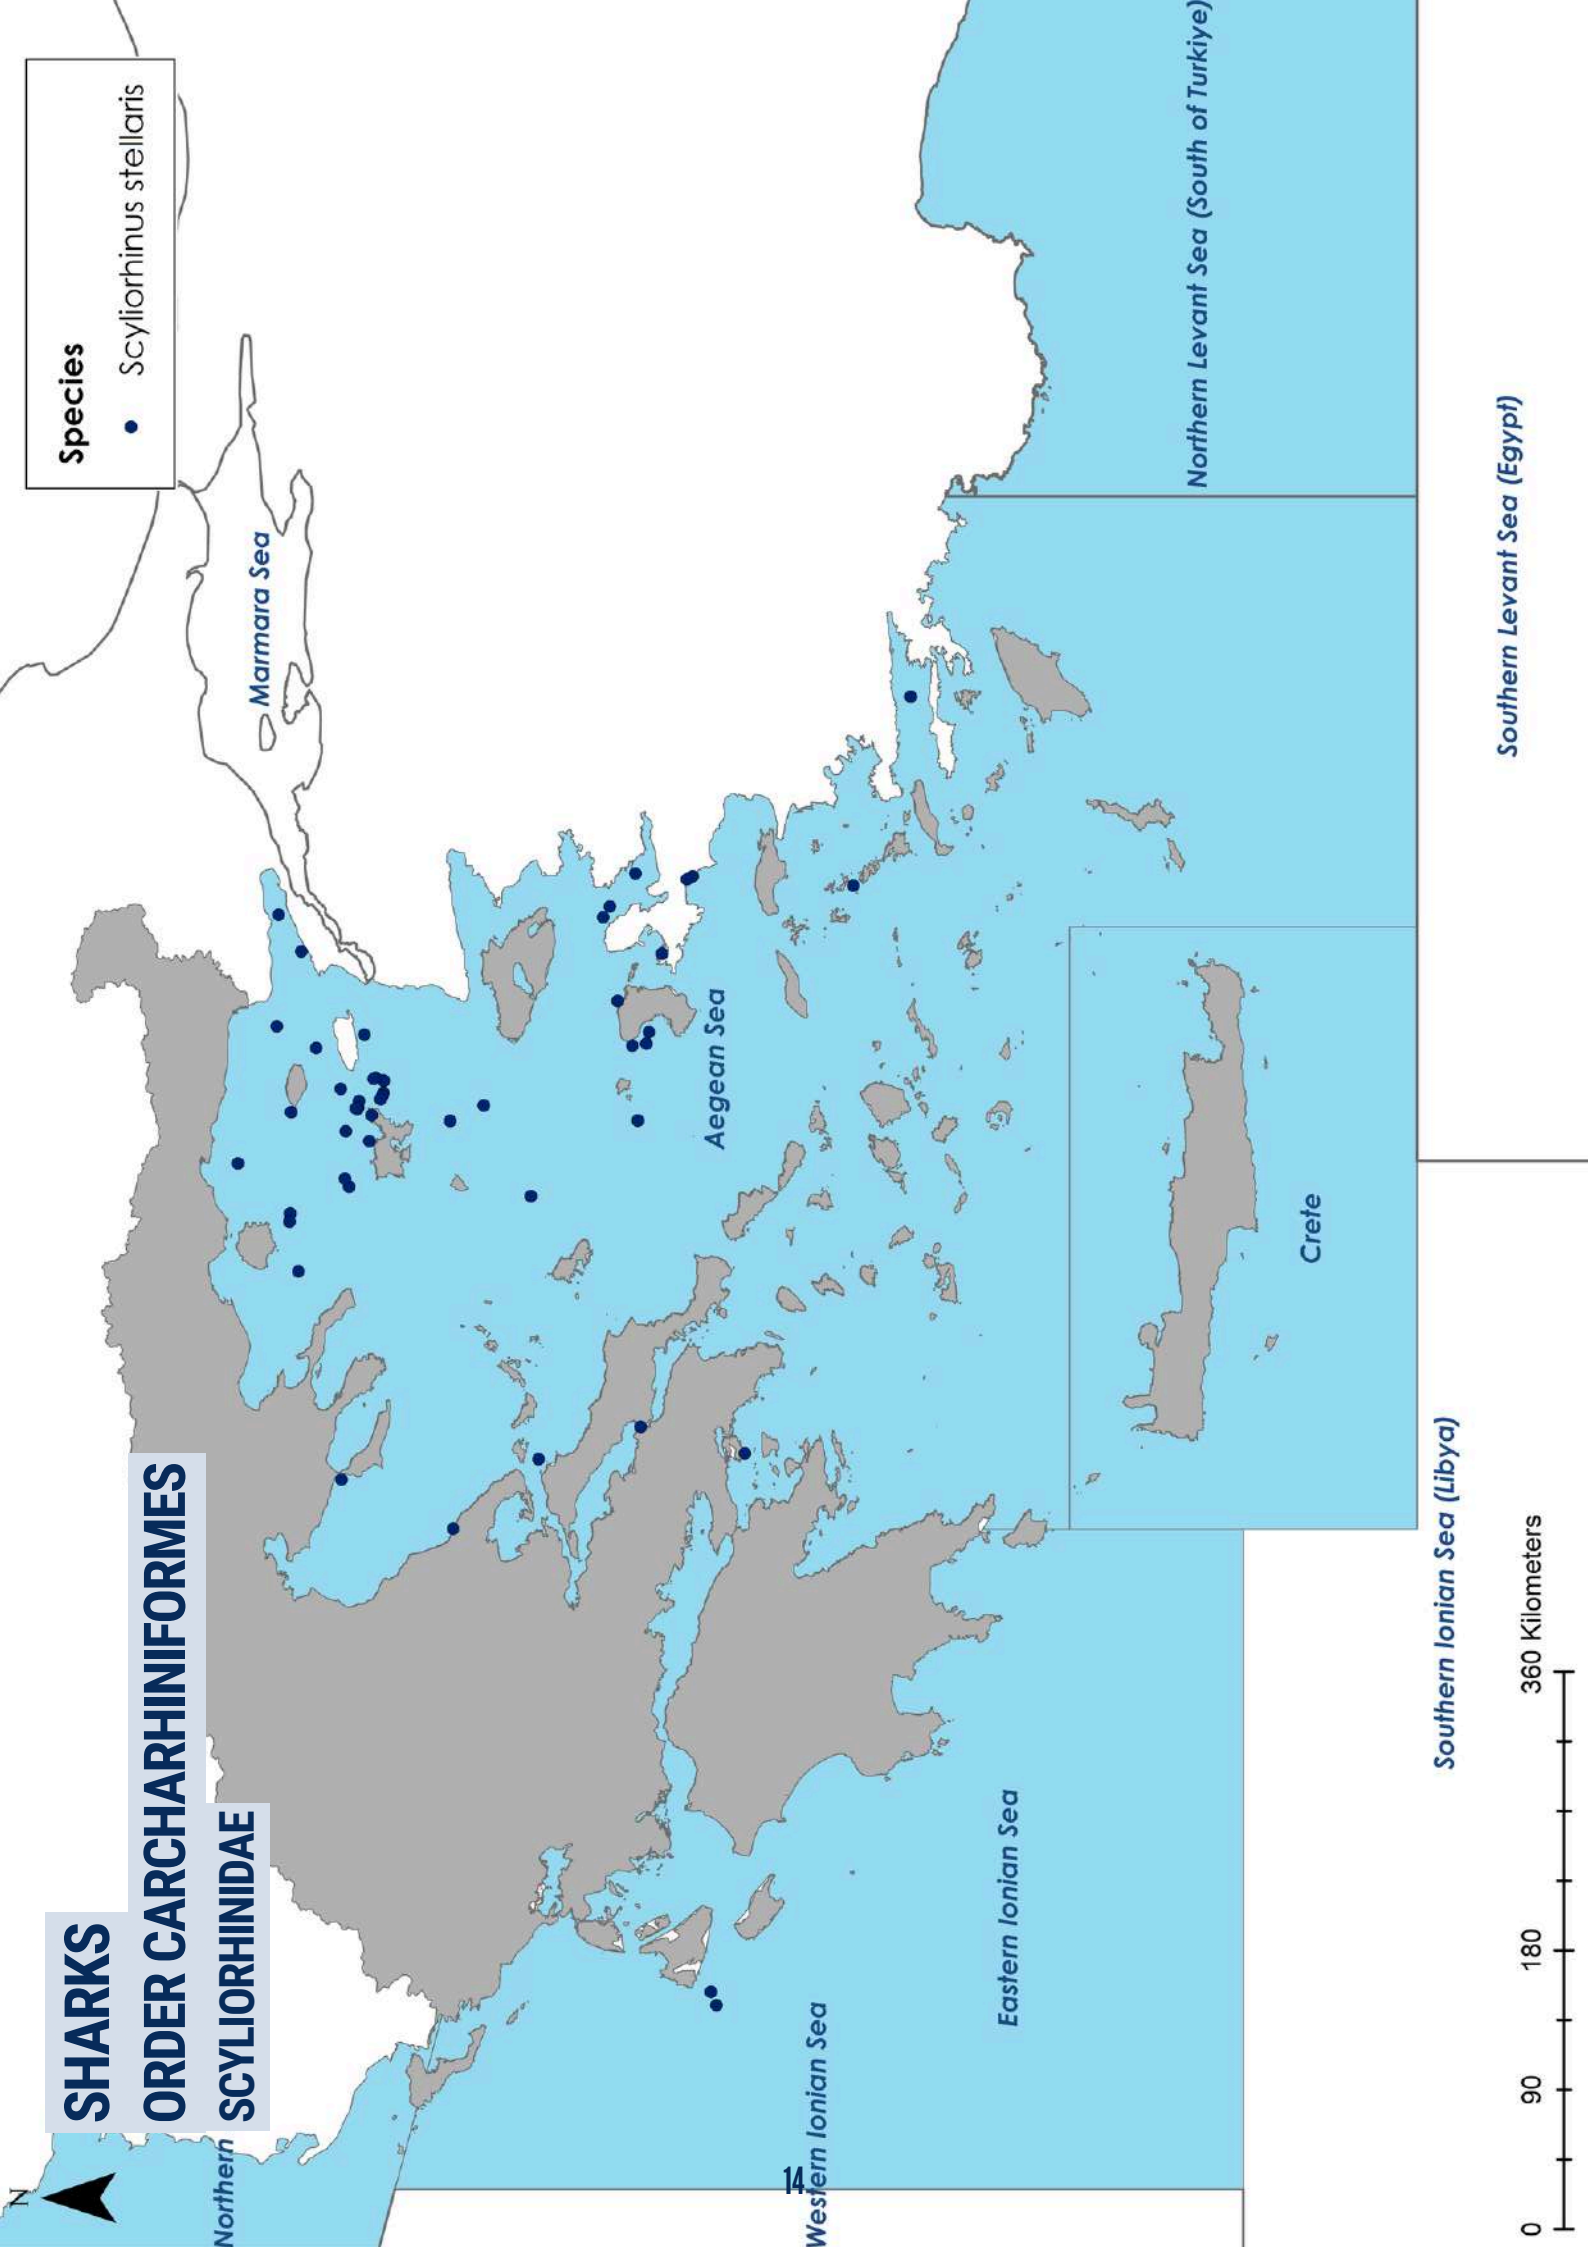 SHARKS
ORDER CARCHARHINIFORMES
SCYLIORHINIDAE
Species
Scyliorhinus stellaris
N
Northern
Marmara Sea
Aegean Sea
Western Ionian Sea
Eastern Ionian Sea
Crete
Northern Levant Sea (South of Turkiye)
Southern Ionian Sea (Libya)
Southern Levant Sea (Egypt)
0 90 180 360 Kilometers
14